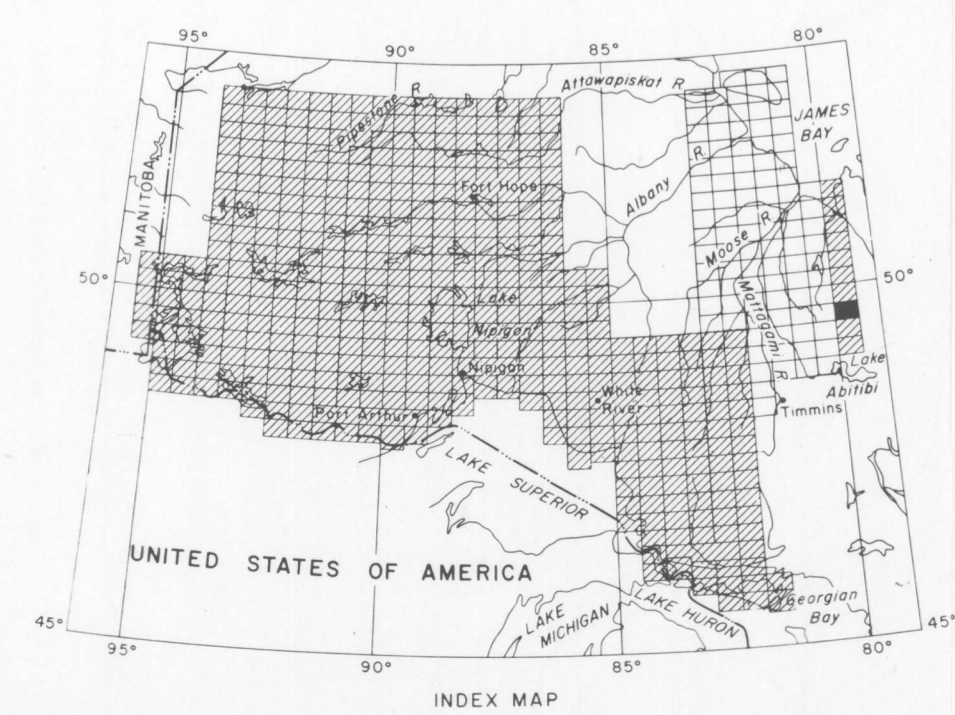 95°
90°
85°
80°
Attawapiskat R
Pipestone R
JAMES
BAY
MANITOBA
Fort Hope
Albany R.
Moose R.
50°
50°
Lake
Nipigon
Mattagami R
Nipigon
Lake
Abitibi
White
River
Timmins
Port Arthur
LAKE SUPERIOR
UNITED STATES OF AMERICA
Georgian
Bay
LAKE
MICHIGAN
LAKE HURON
45°
45°
95°
90°
85°
80°
INDEX MAP